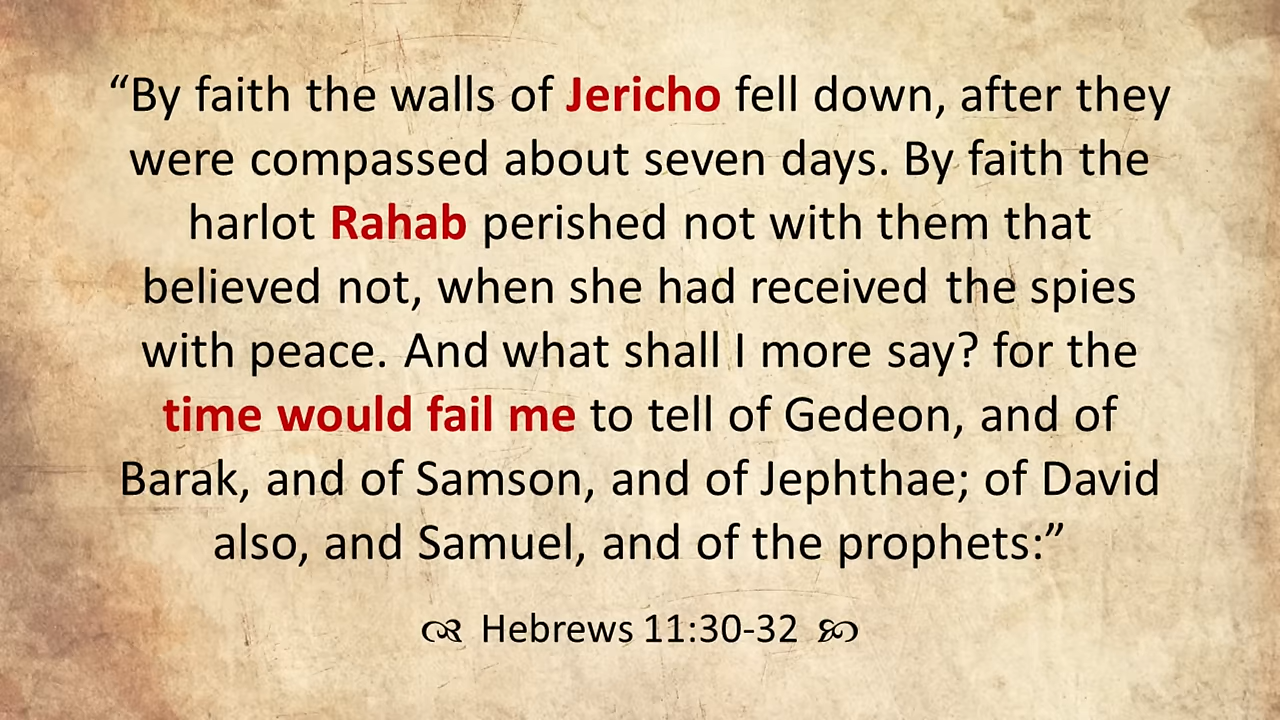 “By faith the walls of Jericho fell down, after they
were compassed about seven days. By faith the
harlot Rahab perished not with them that
believed not, when she had received the spies
with peace. And what shall I more say? for the
time would fail me to tell of Gedeon, and of
Barak, and of Samson, and of Jephthae; of David
also, and Samuel, and of the prophets:”
Hebrews 11:30-32